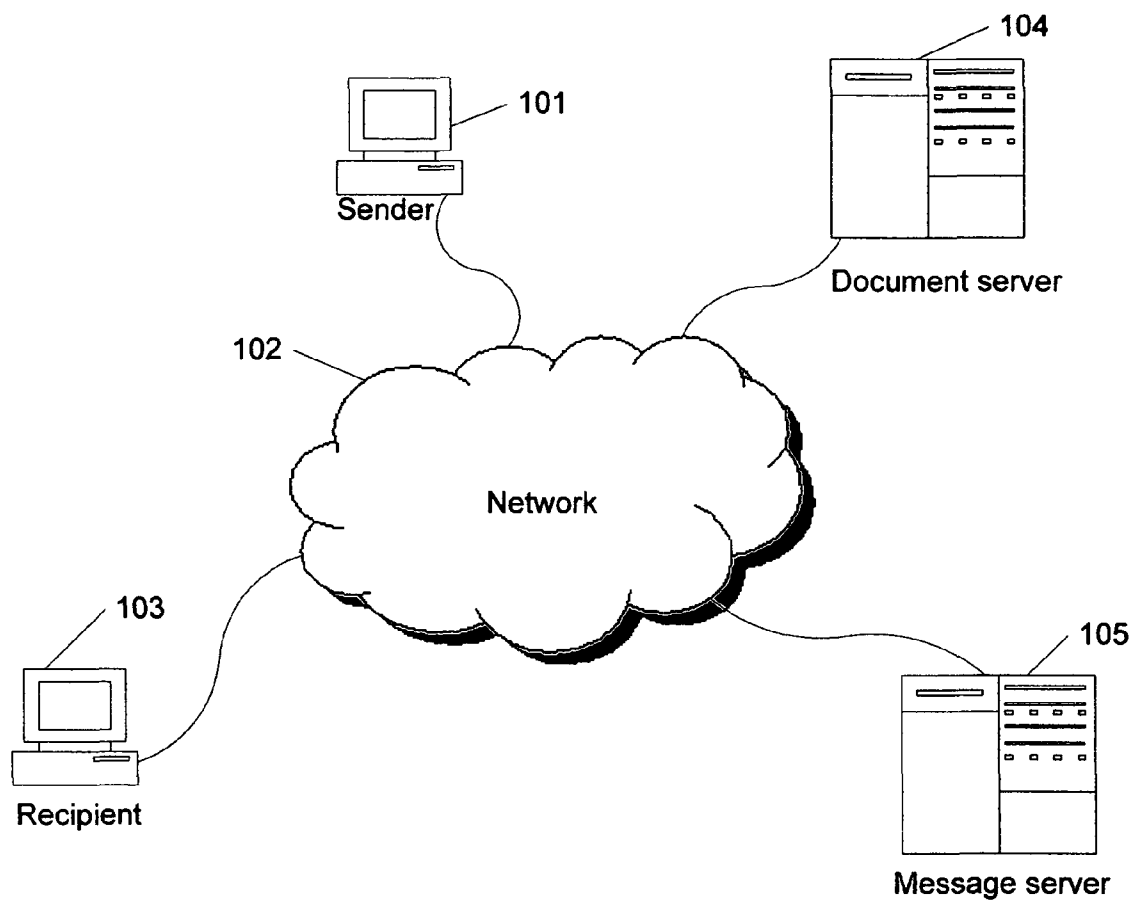 104
101
Sender
Document server
102
Network
103
105
Recipient
Message server